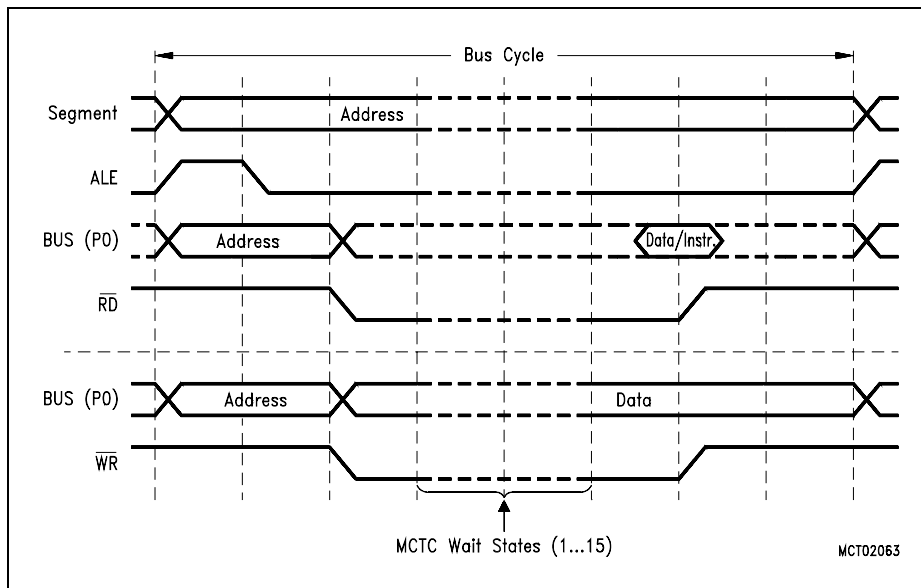 Bus Cycle
Segment
Address
ALE
BUS (P0)
Address
Data/Instr.
RD
BUS (P0)
Address
Data
WR
MCTC Wait States (1...15)
MCT02063